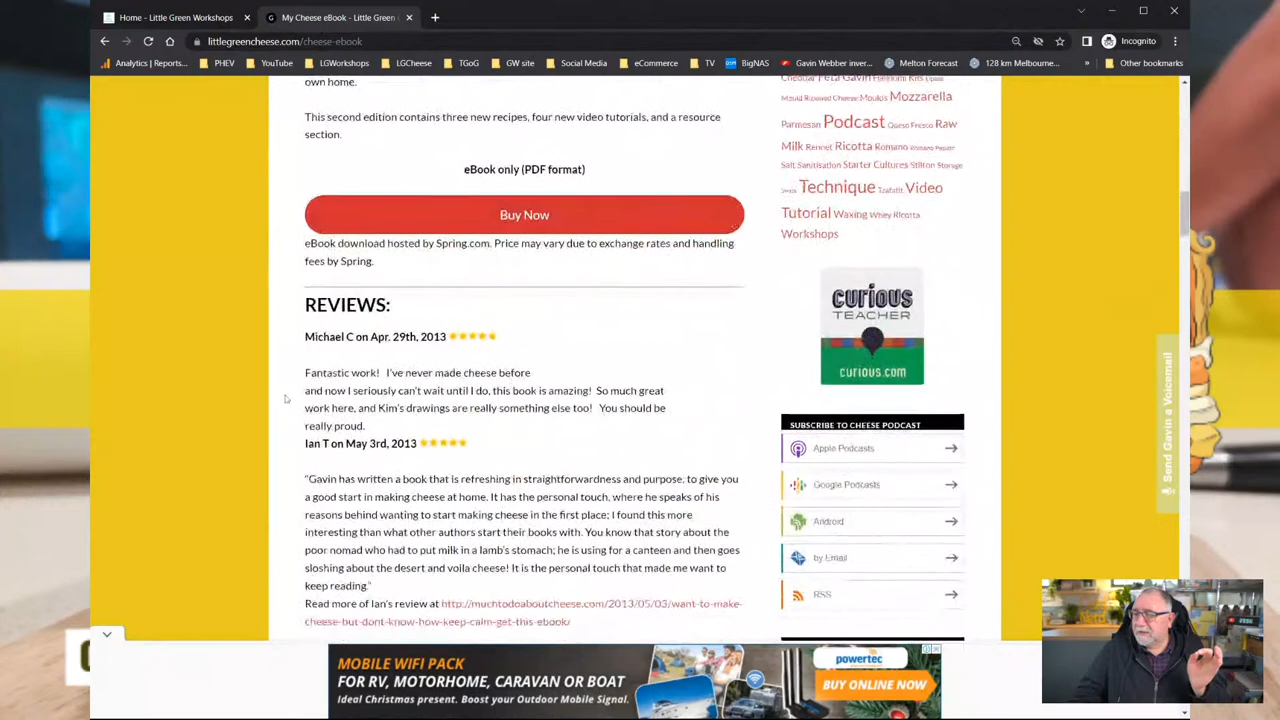 Home - Little Green Workshops
My Cheese eBook - Little Green
littlegreencheese.com/cheese-ebook
Incognito
Analytics | Reports...
PHEV
YouTube
LGWorkshops
LGCheese
TGoG
GW site
Social Media
eCommerce
TV
BigNAS
Gavin Webber inver...
Melton Forecast
128 km Melbourne...
»
Other bookmarks
own home.
This second edition contains three new recipes, four new video tutorials, and a resource
section.
eBook only (PDF format)
Buy Now
eBook download hosted by Spring.com. Price may vary due to exchange rates and handling
fees by Spring.
REVIEWS:
Michael C on Apr. 29th, 2013
Fantastic work! I've never made cheese before
and now I seriously can't wait until I do, this book is amazing! So much great
work here, and Kim's drawings are really something else too! You should be
really proud.
Ian T on May 3rd, 2013
"Gavin has written a book that is refreshing in straightforwardness and purpose, to give you
a good start in making cheese at home. It has the personal touch, where he speaks of his
reasons behind wanting to start making cheese in the first place; I found this more
interesting than what other authors start their books with. You know that story about the
poor nomad who had to put milk in a lamb's stomach; he is using for a canteen and then goes
sloshing about the desert and voila cheese! It is the personal touch that made me want to
keep reading."
Read more of Ian's review at http://muchtodoaboutcheese.com/2013/05/03/want-to-make-
cheese-but-dont-know-how-keep-calm-get-this-ebook/
Cheddar Feta Gavin Kits
Mould Ripened Cheese Moulds Mozzarella
Parmesan Podcast Queso Fresco Raw
Milk Rennet Ricotta Romano
Salt Sanitisation Starter Cultures Stilton Storage
Technique Tzafatit Video
Tutorial Waxing Whey Ricotta
Workshops
curious
TEACHER
curious.com
SUBSCRIBE TO CHEESE PODCAST
Apple Podcasts
Google Podcasts
Android
by Email
RSS
Send Gavin a Voicemail
MOBILE WIFI PACK
FOR RV, MOTORHOME, CARAVAN OR BOAT
Ideal Christmas present. Boost your Outdoor Mobile Signal.
powertec
BUY ONLINE NOW